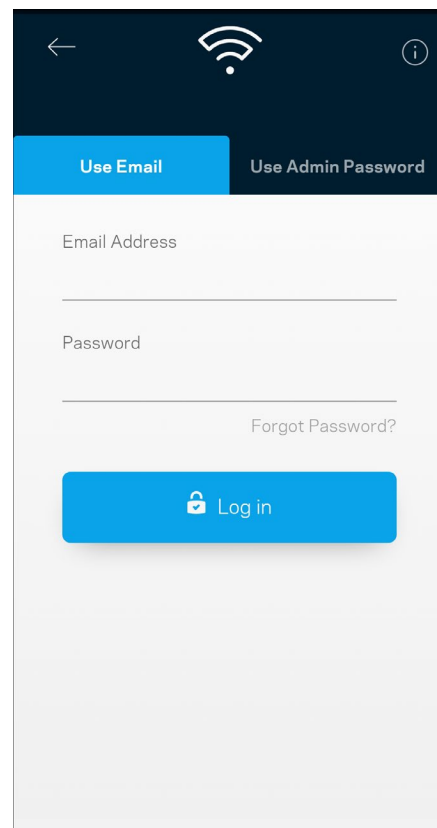 Use Email
Use Admin Password
Email Address
Password
Forgot Password?
Log in